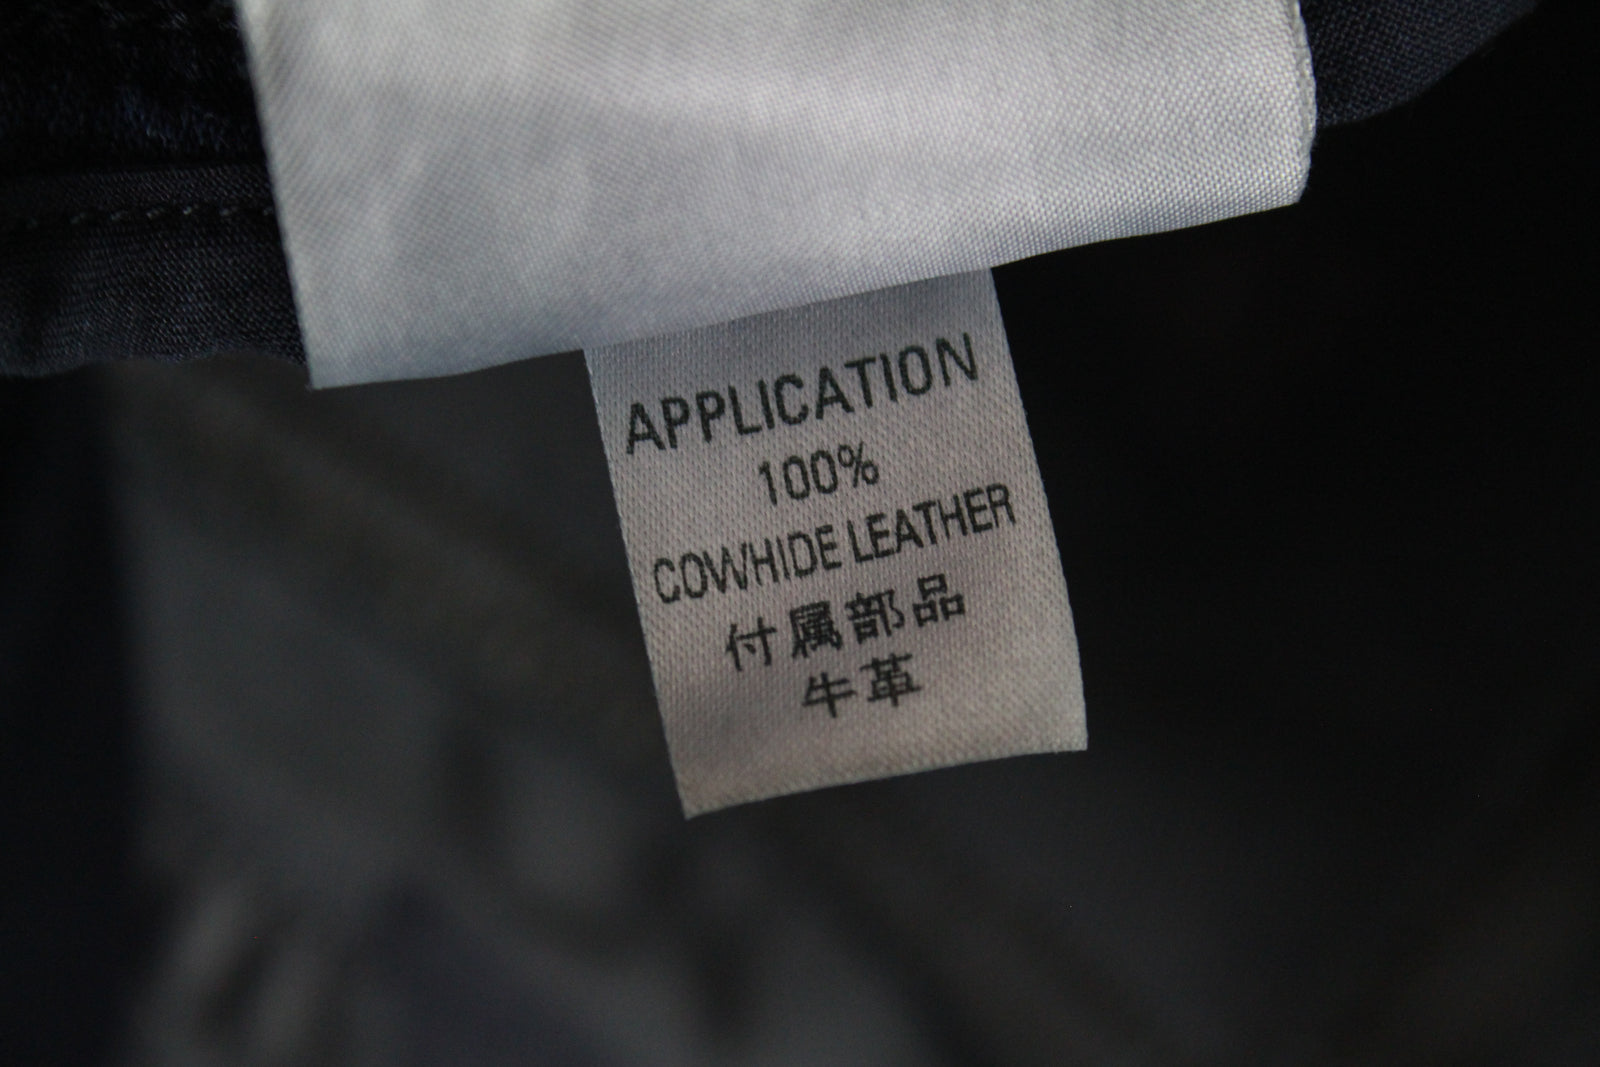 APPLICATION
100%
COWHIDE LEATHER
付属部品
牛革